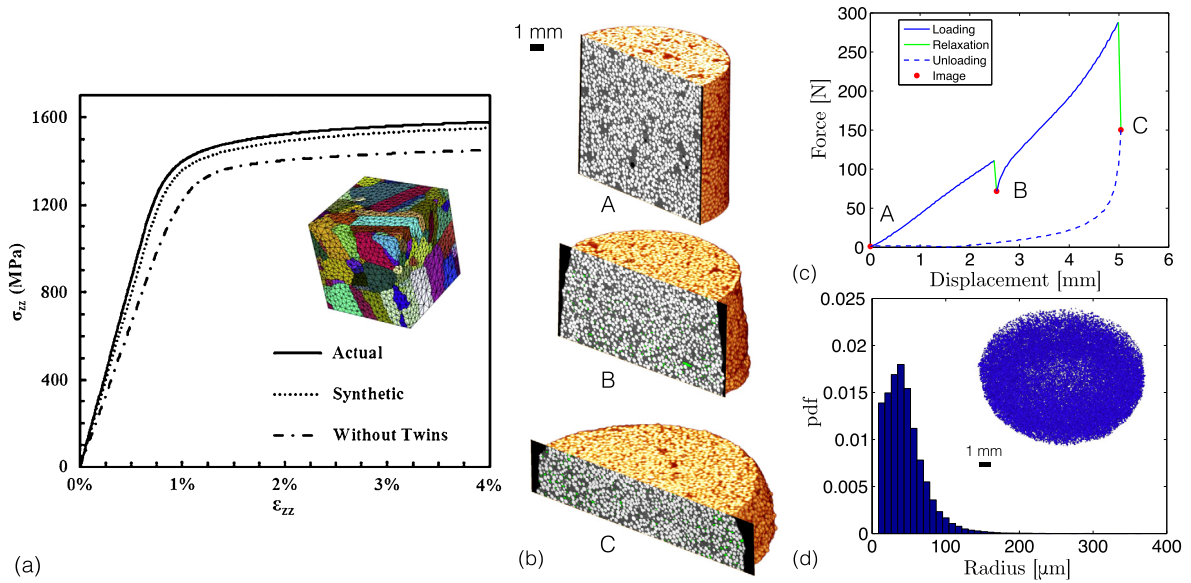 1600
1200
800
400
0
σzz (MPa)
0%
1%
2%
3%
4%
εzz
Actual
Synthetic
Without Twins
(a)
1 mm
A
B
C
(b)
300
250
200
150
100
50
0
Force [N]
Loading
Relaxation
Unloading
Image
A
B
C
0
1
2
3
4
5
6
(c)
Displacement [mm]
0.025
0.02
0.015
0.01
0.005
0
pdf
1 mm
0
100
200
300
400
Radius [µm]
(d)